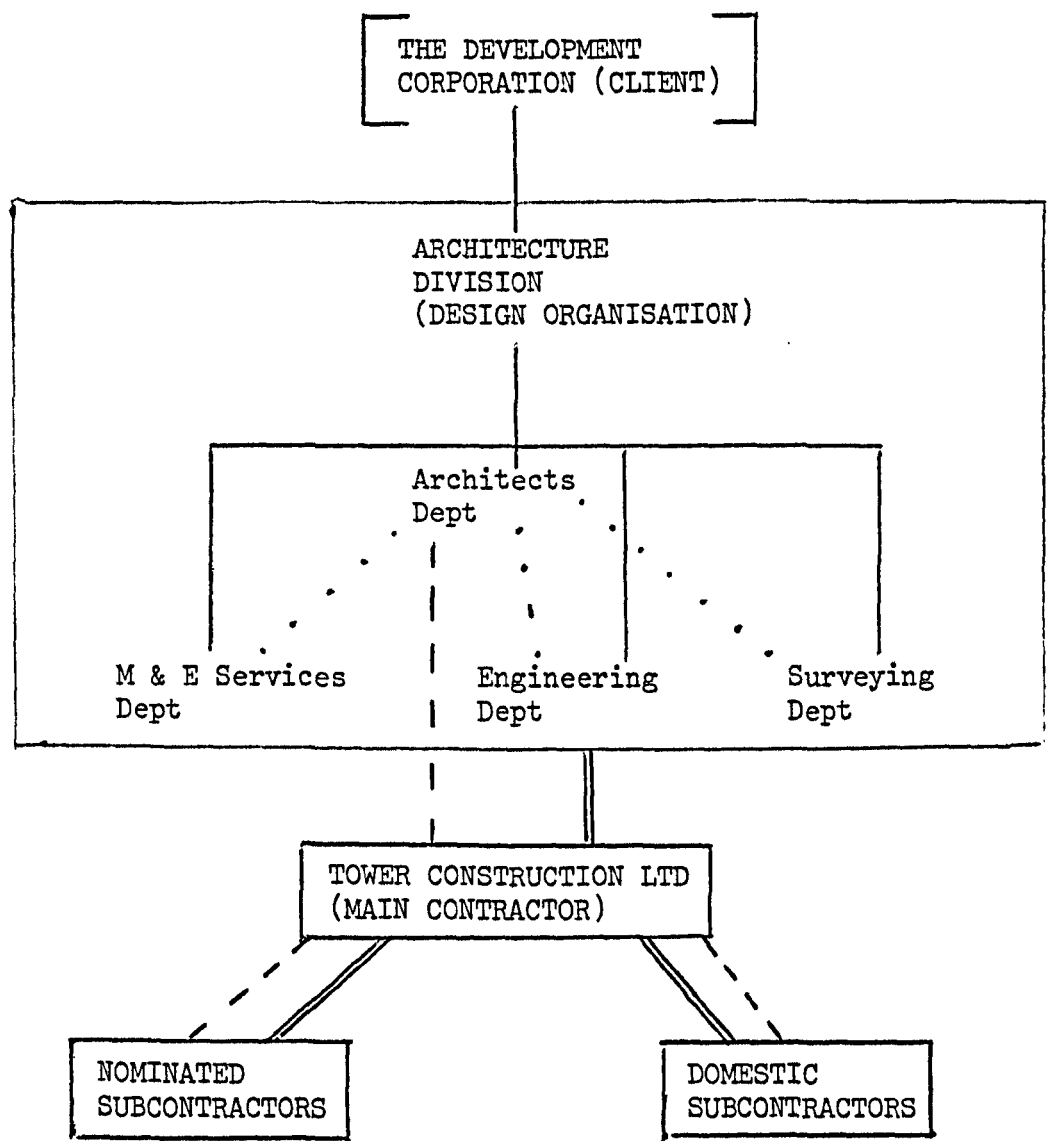 THE DEVELOPMENT
CORPORATION (CLIENT)
ARCHITECTURE
DIVISION
(DESIGN ORGANISATION)
Architects
Dept
M & E Services
Dept
Engineering
Dept
Surveying
Dept
TOWER CONSTRUCTION LTD
(MAIN CONTRACTOR)
NOMINATED
SUBCONTRACTORS
DOMESTIC
SUBCONTRACTORS